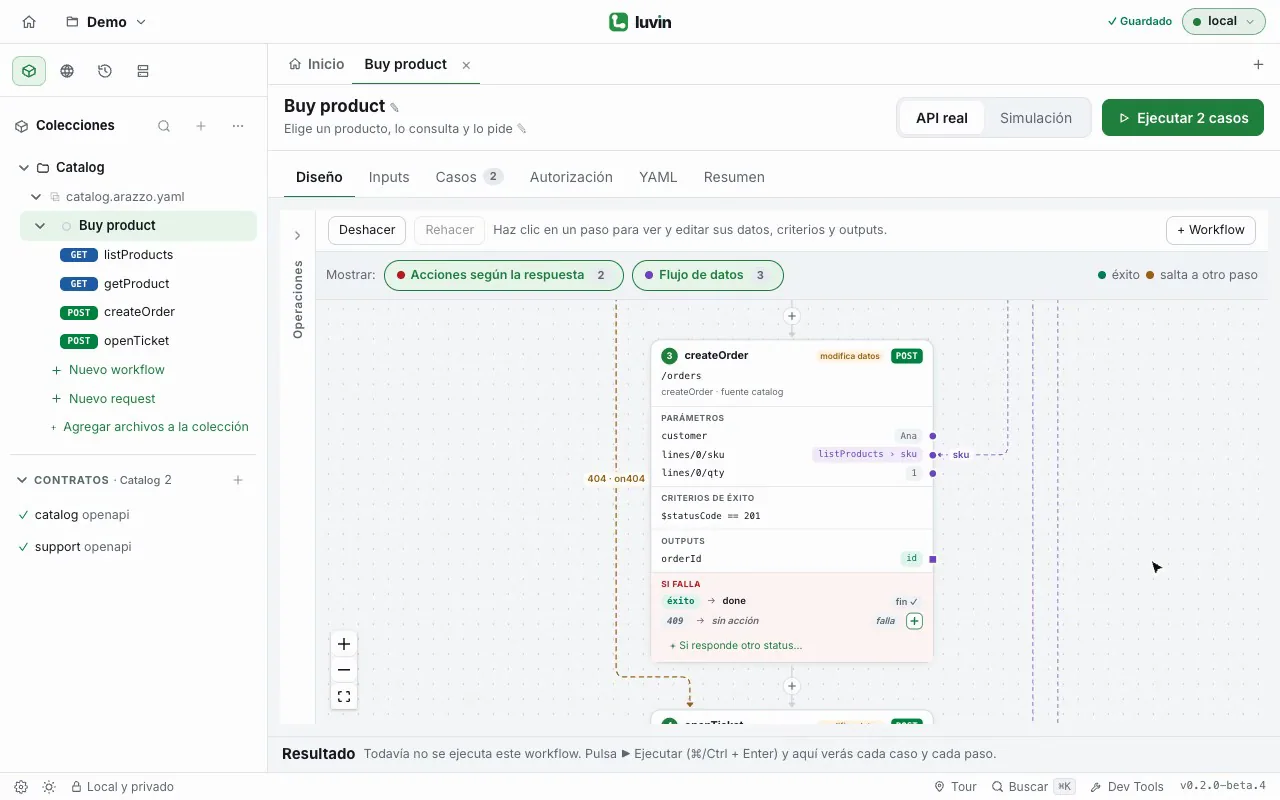 Demo
luvin
Guardado
local
Inicio
Buy product
Colecciones
Buy product
Elige un producto, lo consulta y lo pide
API real
Simulación
Ejecutar 2 casos
Catalog
catalog.arazzo.yaml
Buy product
GET listProducts
GET getProduct
POST createOrder
POST openTicket
+ Nuevo workflow
+ Nuevo request
+ Agregar archivos a la colección
CONTRATOS · Catalog 2
catalog openapi
support openapi
Diseño
Inputs
Casos 2
Autorización
YAML
Resumen
Operaciones
Deshacer
Rehacer
Haz clic en un paso para ver y editar sus datos, criterios y outputs.
+ Workflow
Mostrar:
Acciones según la respuesta 2
Flujo de datos 3
éxito
salta a otro paso
3 createOrder modifica datos POST
/orders
createOrder · fuente catalog
PARÁMETROS
customer Ana
lines/0/sku listProducts › sku
sku
lines/0/qty 1
404 · on404
CRITERIOS DE ÉXITO
$statusCode == 201
OUTPUTS
orderId id
SI FALLA
éxito → done fin ✓
409 → sin acción falla +
+ Si responde otro status...
Resultado Todavía no se ejecuta este workflow. Pulsa ▶ Ejecutar (⌘/Ctrl + Enter) y aquí verás cada caso y cada paso.
Local y privado
Tour
Buscar ⌘K
Dev Tools
v0.2.0-beta.4